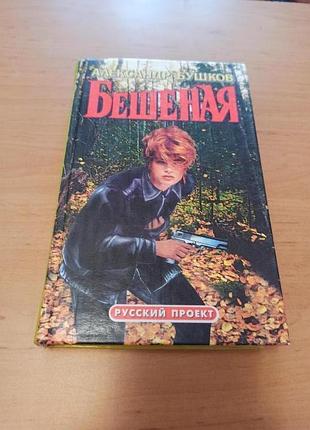 АЛЕКСАНДР БУШКОВ
БЕШЕНАЯ
РУССКИЙ ПРОЕКТ